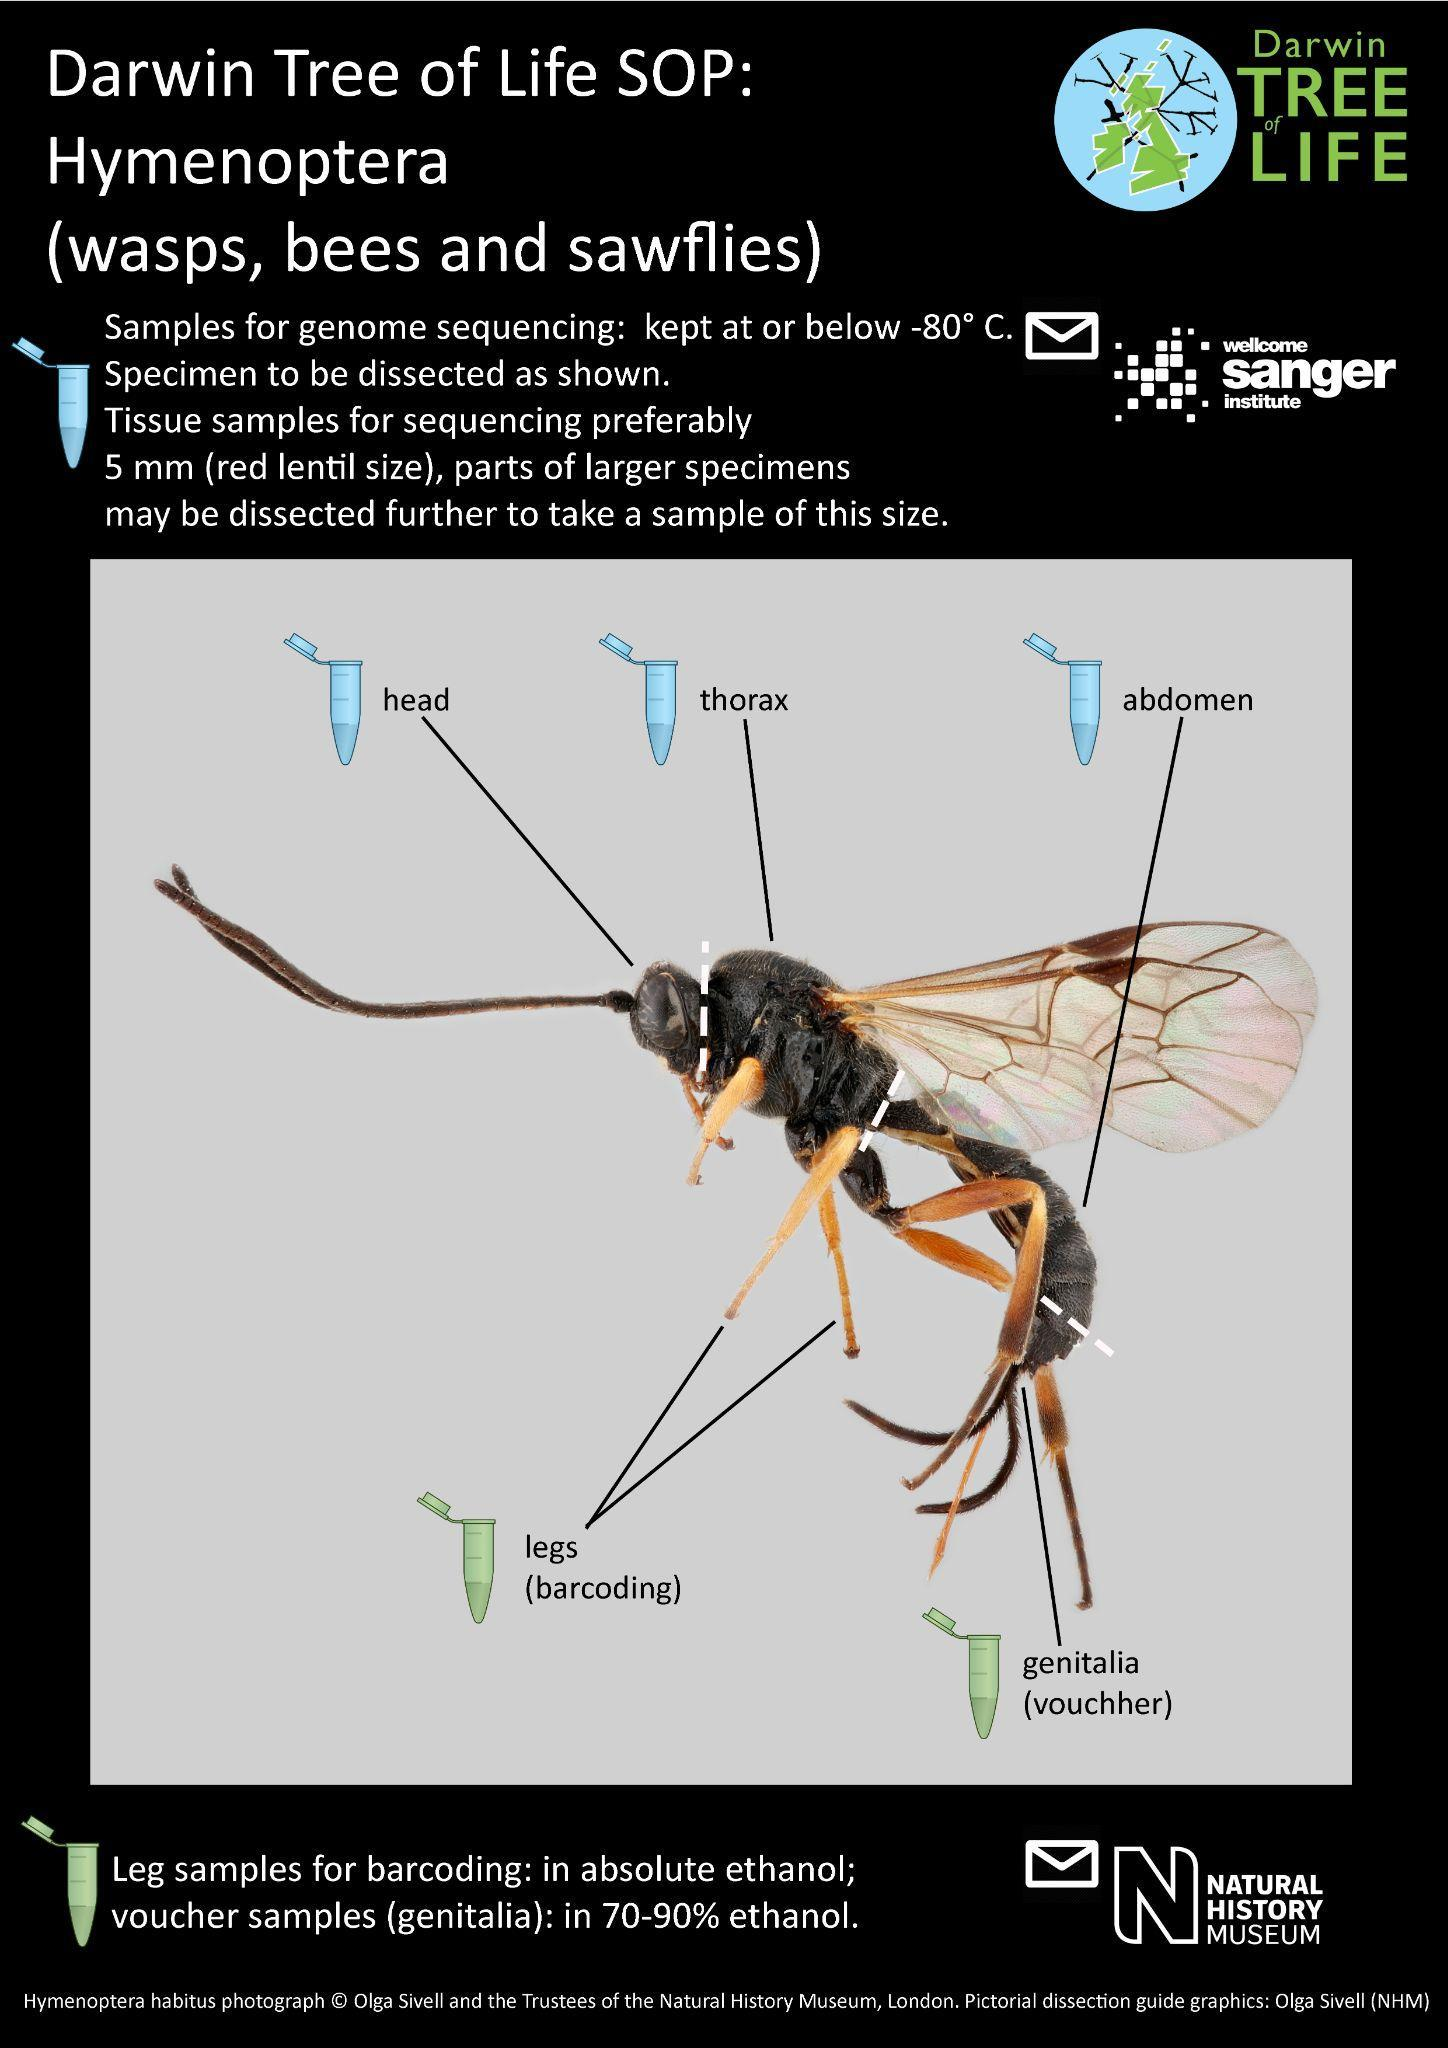 Darwin Tree of Life SOP:
Hymenoptera
(wasps, bees and sawflies)
Darwin
TREE
of
LIFE
Samples for genome sequencing:  kept at or below -80° C.
Specimen to be dissected as shown.
Tissue samples for sequencing preferably
5 mm (red lentil size), parts of larger specimens
may be dissected further to take a sample of this size.
wellcome
sanger
institute
head
thorax
abdomen
legs
(barcoding)
genitalia
(vouchher)
Leg samples for barcoding: in absolute ethanol;
voucher samples (genitalia): in 70-90% ethanol.
N
NATURAL
HISTORY
MUSEUM
Hymenoptera habitus photograph © Olga Sivell and the Trustees of the Natural History Museum, London. Pictorial dissection guide graphics: Olga Sivell (NHM)